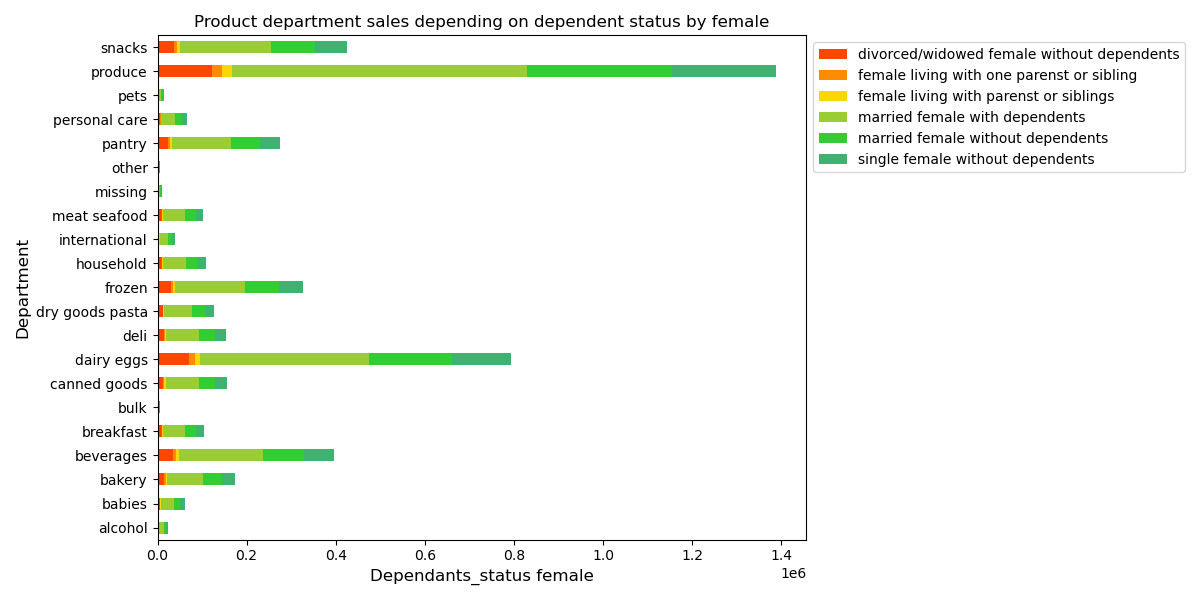 Product department sales depending on dependent status by female
snacks
produce
pets
personal care
pantry
other
missing
meat seafood
international
household
frozen
dry goods pasta
deli
dairy eggs
canned goods
bulk
breakfast
beverages
bakery
babies
alcohol
Department
0.0 0.2 0.4 0.6 0.8 1.0 1.2 1.4
1e6
Dependants_status female
divorced/widowed female without dependents
female living with one parenst or sibling
female living with parenst or siblings
married female with dependents
married female without dependents
single female without dependents